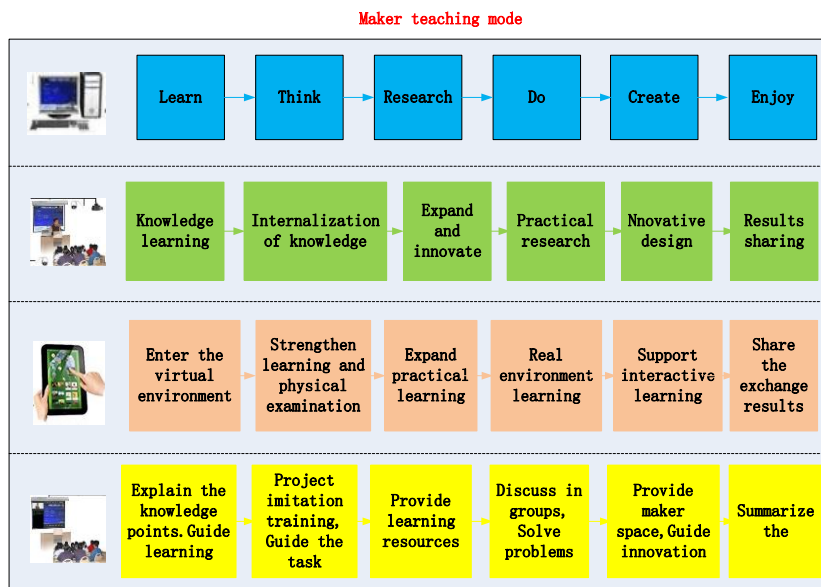 Maker teaching mode
Learn
Think
Research
Do
Create
Enjoy
Knowledge
learning
Internalization
of knowledge
Expand
and
innovate
Practical
research
Nnovative
design
Results
sharing
Enter the
virtual
environment
Strengthen
learning and
physical
examination
Expand
practical
learning
Real
environment
learning
Support
interactive
learning
Share
the
exchange
results
Explain the
knowledge
points.Guide
learning
Project
imitation
training,
Guide the
task
Provide
learning
resources
Discuss in
groups,
Solve
problems
Provide
maker
space,Guide
innovation
Summarize
the